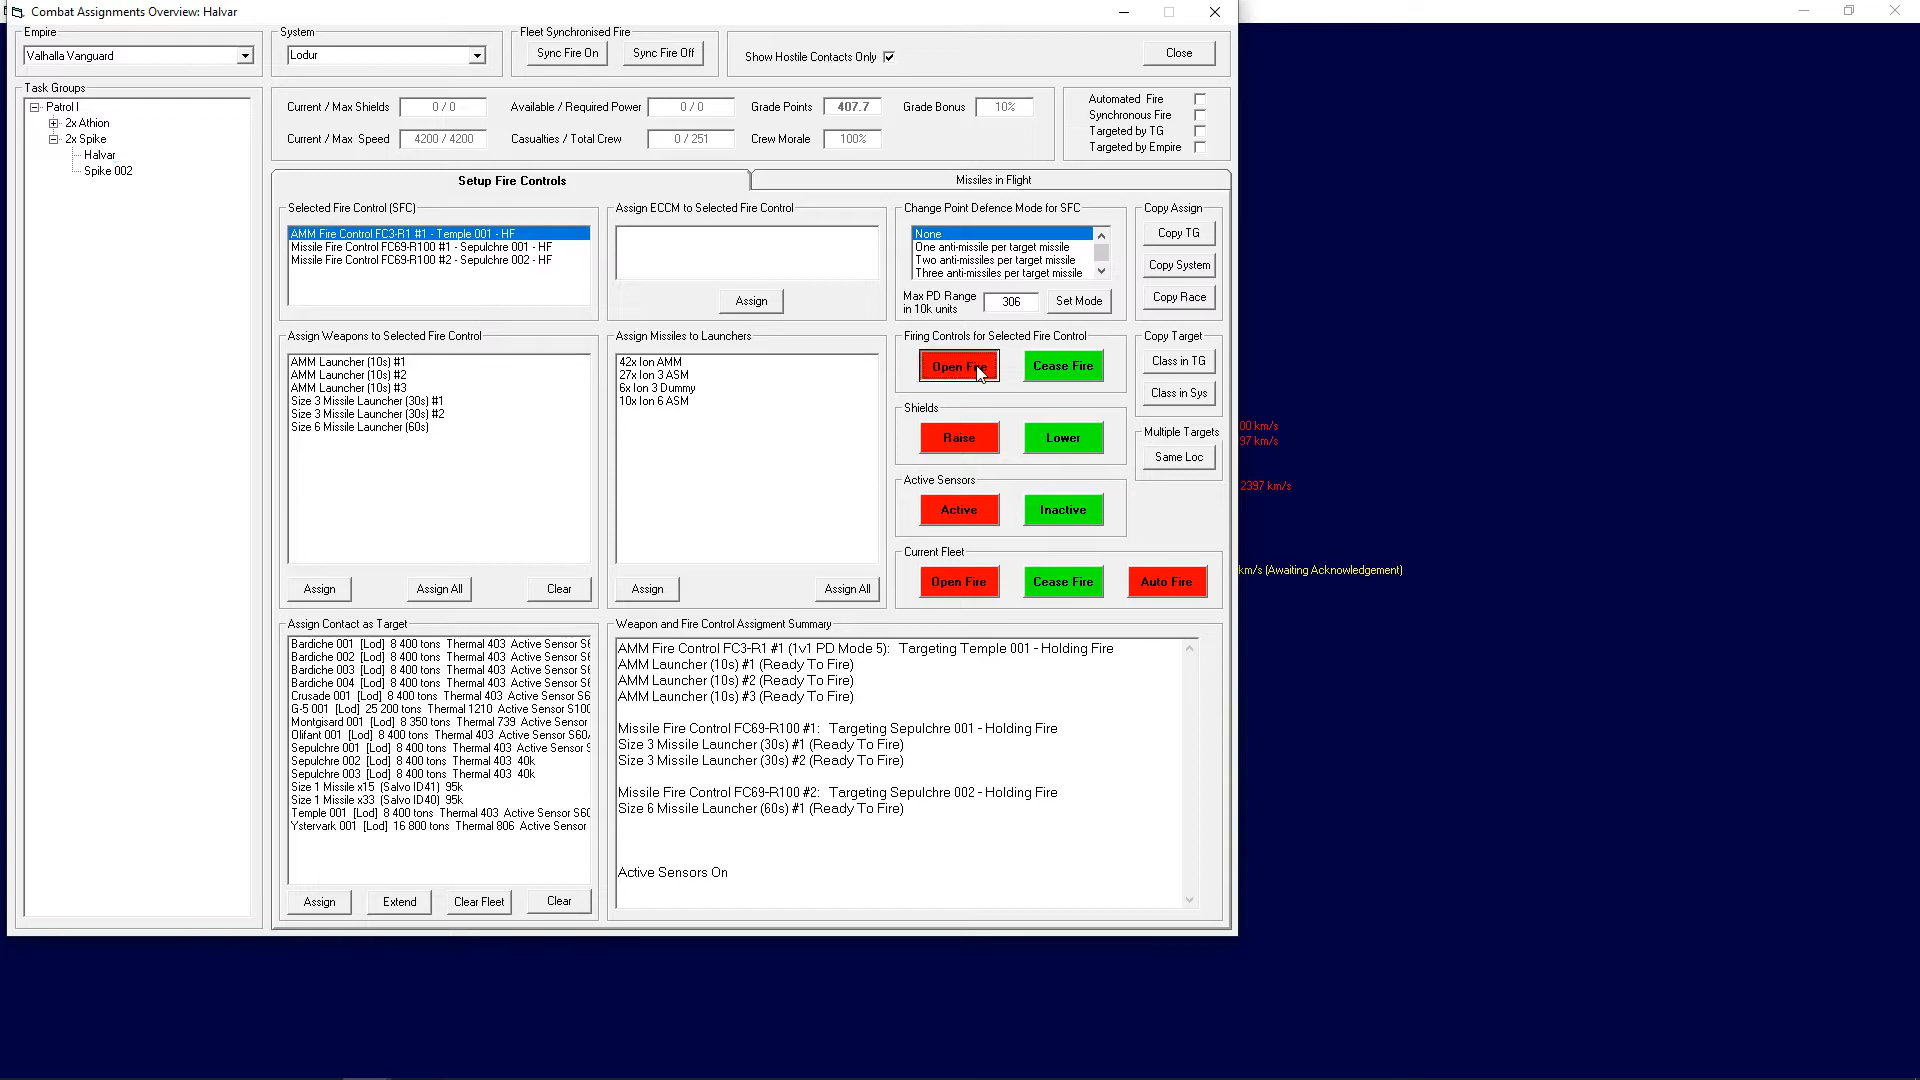 Combat Assignments Overview: Halvar
Empire
Valhalla Vanguard
System
Lodur
Fleet Synchronised Fire
Sync Fire On
Sync Fire Off
Show Hostile Contacts Only
Close
Task Groups
Patrol I
2x Athion
2x Spike
Halvar
Spike 002
Current / Max Shields
0 / 0
Available / Required Power
0 / 0
Grade Points
407.7
Grade Bonus
10%
Current / Max Speed
4200 / 4200
Casualties / Total Crew
0 / 251
Crew Morale
100%
Automated Fire
Synchronous Fire
Targeted by TG
Targeted by Empire
Setup Fire Controls
Missiles in Flight
Selected Fire Control (SFC)
AMM Fire Control FC3-R1 #1 - Temple 001 - HF
Missile Fire Control FC69-R100 #1 - Sepulchre 001 - HF
Missile Fire Control FC69-R100 #2 - Sepulchre 002 - HF
Assign ECCM to Selected Fire Control
Assign
Change Point Defence Mode for SFC
None
One anti-missile per target missile
Two anti-missiles per target missile
Three anti-missiles per target missile
Max PD Range
in 10k units
306
Set Mode
Copy Assign
Copy TG
Copy System
Copy Race
Assign Weapons to Selected Fire Control
AMM Launcher (10s) #1
AMM Launcher (10s) #2
AMM Launcher (10s) #3
Size 3 Missile Launcher (30s) #1
Size 3 Missile Launcher (30s) #2
Size 6 Missile Launcher (60s)
Assign
Assign All
Clear
Assign Missiles to Launchers
42x Ion AMM
27x Ion 3 ASM
6x Ion 3 Dummy
10x Ion 6 ASM
Assign
Assign All
Firing Controls for Selected Fire Control
Open Fire
Cease Fire
Shields
Raise
Lower
Active Sensors
Active
Inactive
Current Fleet
Open Fire
Cease Fire
Auto Fire
Copy Target
Class in TG
Class in Sys
Multiple Targets
Same Loc
00 km/s
97 km/s
2397 km/s
km/s (Awaiting Acknowledgement)
Assign Contact as Target
Bardiche 001 [Lod] 8 400 tons Thermal 403 Active Sensor S6
Bardiche 002 [Lod] 8 400 tons Thermal 403 Active Sensor S6
Bardiche 003 [Lod] 8 400 tons Thermal 403 Active Sensor S6
Bardiche 004 [Lod] 8 400 tons Thermal 403 Active Sensor S6
Crusade 001 [Lod] 8 400 tons Thermal 403 Active Sensor S6
G-5 001 [Lod] 25 200 tons Thermal 1210 Active Sensor S100
Montgisard 001 [Lod] 8 350 tons Thermal 739 Active Sensor
Olifant 001 [Lod] 8 400 tons Thermal 403 Active Sensor S60
Sepulchre 001 [Lod] 8 400 tons Thermal 403 Active Sensor S
Sepulchre 002 [Lod] 8 400 tons Thermal 403 40k
Sepulchre 003 [Lod] 8 400 tons Thermal 403 40k
Size 1 Missile x15 (Salvo ID41) 95k
Size 1 Missile x33 (Salvo ID40) 95k
Temple 001 [Lod] 8 400 tons Thermal 403 Active Sensor S60
Ystervark 001 [Lod] 16 800 tons Thermal 806 Active Sensor
Assign
Extend
Clear Fleet
Clear
Weapon and Fire Control Assigment Summary
AMM Fire Control FC3-R1 #1 (1v1 PD Mode 5): Targeting Temple 001 - Holding Fire
AMM Launcher (10s) #1 (Ready To Fire)
AMM Launcher (10s) #2 (Ready To Fire)
AMM Launcher (10s) #3 (Ready To Fire)
Missile Fire Control FC69-R100 #1: Targeting Sepulchre 001 - Holding Fire
Size 3 Missile Launcher (30s) #1 (Ready To Fire)
Size 3 Missile Launcher (30s) #2 (Ready To Fire)
Missile Fire Control FC69-R100 #2: Targeting Sepulchre 002 - Holding Fire
Size 6 Missile Launcher (60s) #1 (Ready To Fire)
Active Sensors On